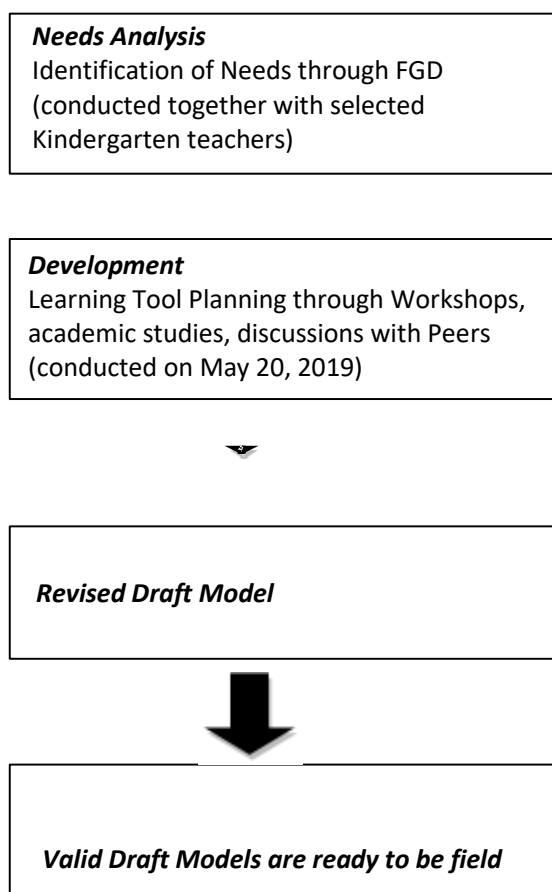 Needs Analysis
Identification of Needs through FGD
(conducted together with selected
Kindergarten teachers)
Development
Learning Tool Planning through Workshops,
academic studies, discussions with Peers
(conducted on May 20, 2019)
Revised Draft Model
Valid Draft Models are ready to be field